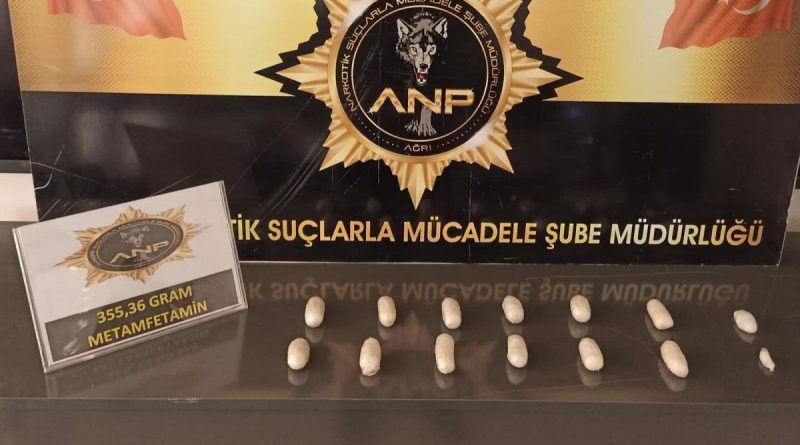 NARKOTİK SUÇLARLA MÜCADELE ŞUBE MÜDÜRLÜĞÜ
ANP
AĞRI
TİK SUÇLARLA MÜCADELE ŞUBE MÜDÜRLÜĞÜ
ANP
355,36 GRAM
METAMFETAMİN